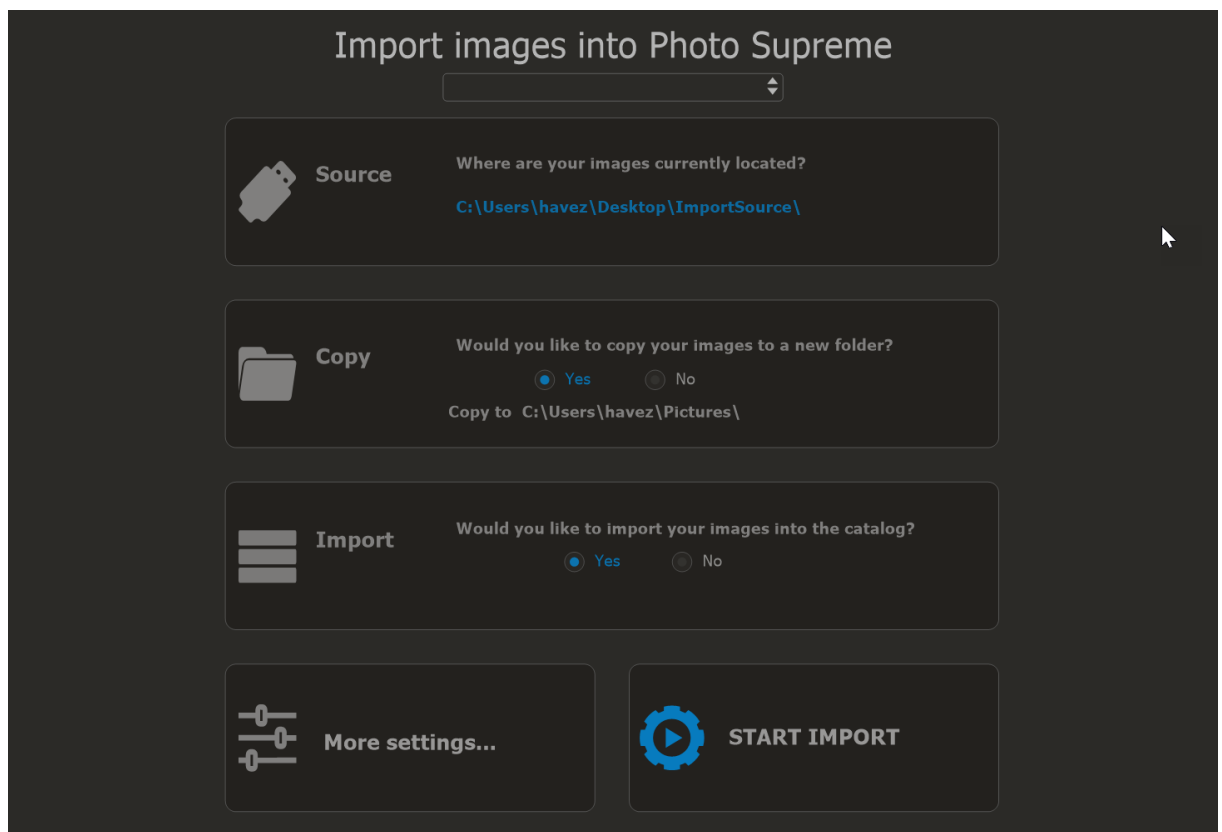 Import images into Photo Supreme
Source
Where are your images currently located?
C:\Users\havez\Desktop\ImportSource\
Copy
Would you like to copy your images to a new folder?
Yes No
Copy to C:\Users\havez\Pictures\
Import
Would you like to import your images into the catalog?
Yes No
More settings...
START IMPORT